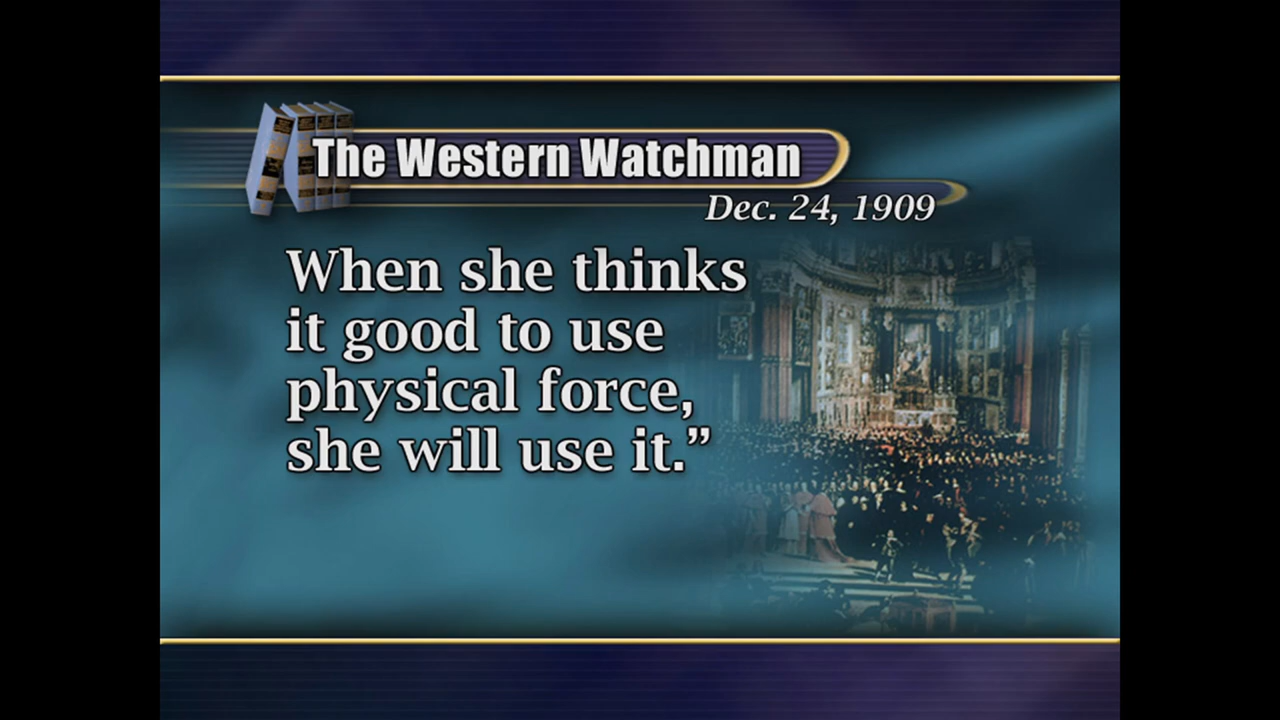 The Western Watchman
Dec. 24, 1909
When she thinks
it good to use
physical force,
she will use it.”